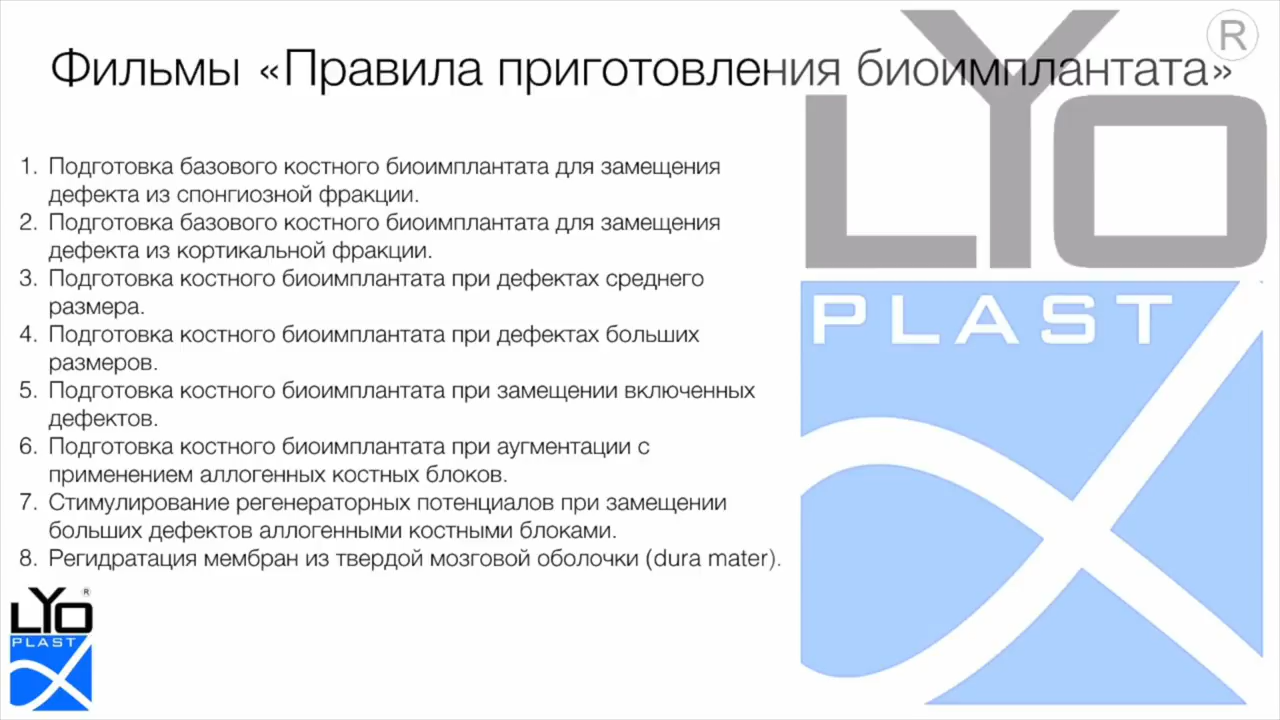 Фильмы «Правила приготовления биоимплантата»
®
LYO
PLAST
1. Подготовка базового костного биоимплантата для замещения
дефекта из спонгиозной фракции.
2. Подготовка базового костного биоимплантата для замещения
дефекта из кортикальной фракции.
3. Подготовка костного биоимплантата при дефектах среднего
размера.
4. Подготовка костного биоимплантата при дефектах больших
размеров.
5. Подготовка костного биоимплантата при замещении включенных
дефектов.
6. Подготовка костного биоимплантата при аугментации с
применением аллогенных костных блоков.
7. Стимулирование регенераторных потенциалов при замещении
больших дефектов аллогенными костными блоками.
8. Регидратация мембран из твердой мозговой оболочки (dura mater).
LYO ®
PLAST